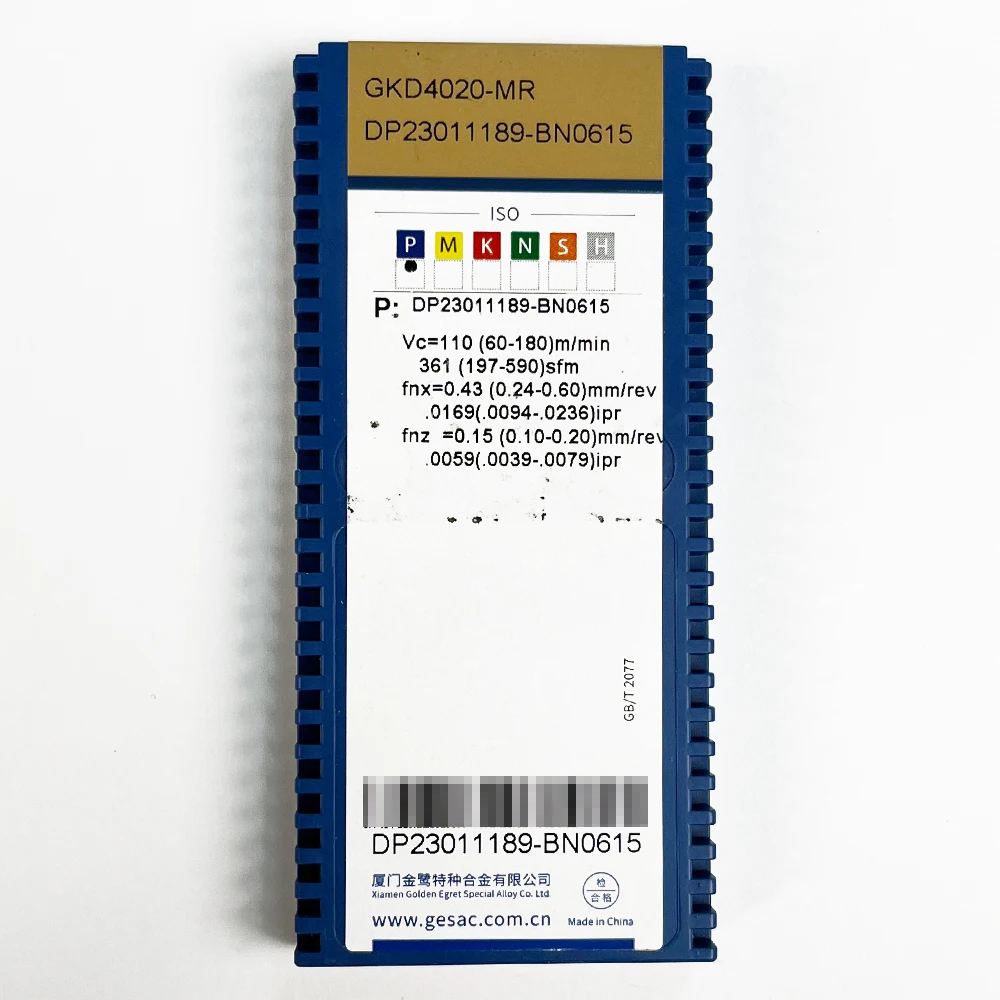 GKD4020-MR
DP23011189-BN0615
ISO
P M K N S H
P: DP23011189-BN0615
Vc=110 (60-180)m/min
361 (197-590)sfm
fnx=0.43 (0.24-0.60)mm/rev
.0169(.0094-.0236)ipr
fnz =0.15 (0.10-0.20)mm/rev
.0059(.0039-.0079)ipr
GB/T 2077
DP23011189-BN0615
厦门金鹭特种合金有限公司
Xiamen Golden Egret Special Alloy Co. Ltd.
www.gesac.com.cn
检
合格
Made in China